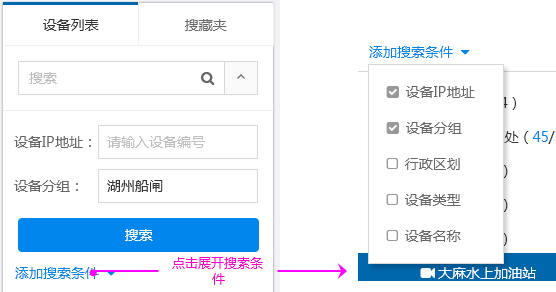 设备列表
搜藏夹
搜索
设备IP地址：
请输入设备编号
设备分组：
湖州船闸
搜索
添加搜索条件
点击展开搜索条
件
添加搜索条件
设备IP地址
4）
设备分组
处（45/
行政区划
）
设备类型
）
设备名称
）
大麻水上加油站